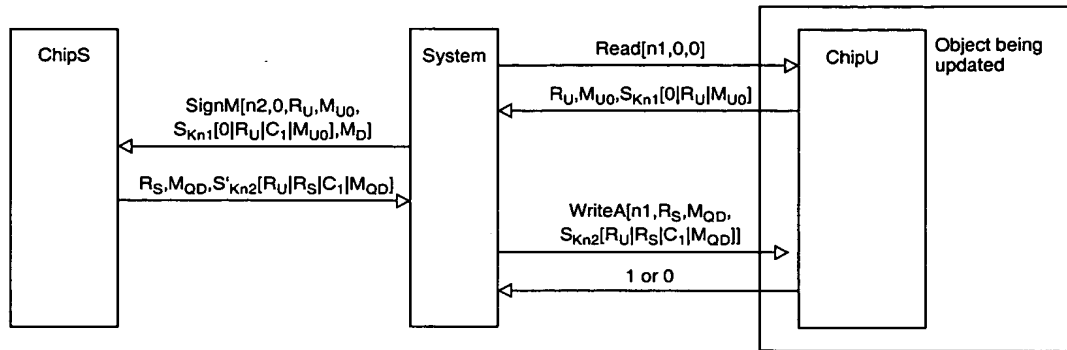 ChipS
System
Read[n1,0,0]
ChipU
Object being
updated
R_U,M_U0,S_Kn1[0|R_U|M_U0]
SignM[n2,0,R_U,M_U0,
S_Kn1[0|R_U|C_1|M_U0],M_D]
R_S,M_QD,S‘_Kn2[R_U|R_S|C_1|M_QD]
WriteA[n1,R_S,M_QD,
S_Kn2[R_U|R_S|C_1|M_QD]]
1 or 0